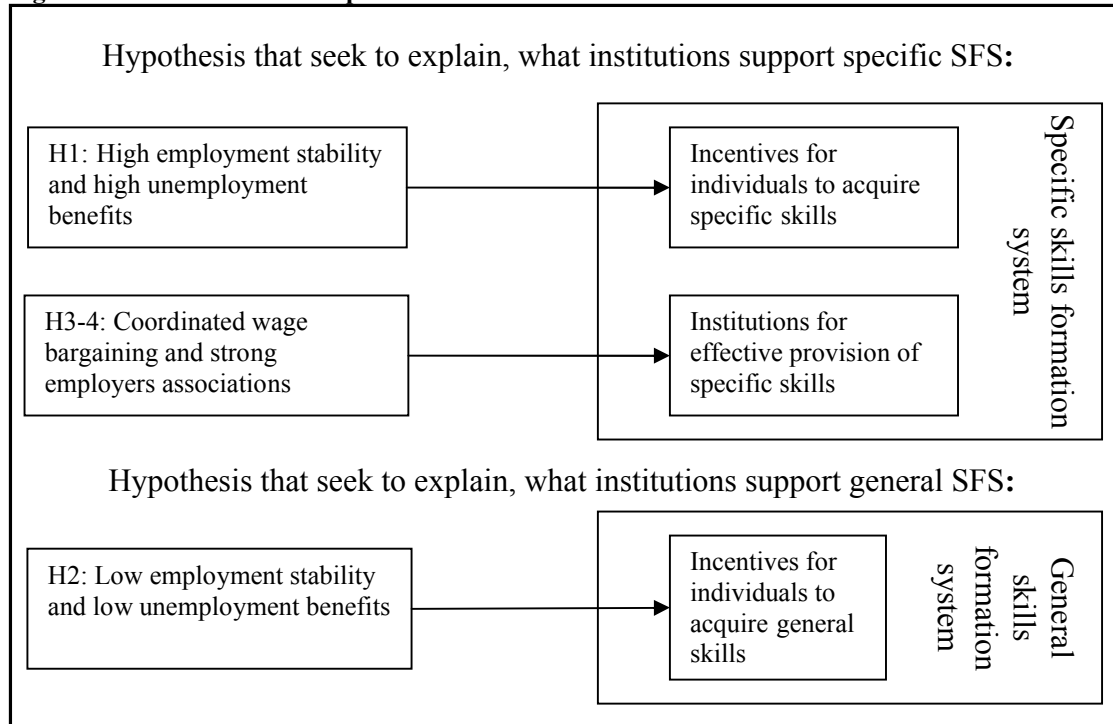 Hypothesis that seek to explain, what institutions support specific SFS:
H1: High employment stability
and high unemployment
benefits
Incentives for
individuals to acquire
specific skills
H3-4: Coordinated wage
bargaining and strong
employers associations
Institutions for
effective provision of
specific skills
Specific skills formation
system
Hypothesis that seek to explain, what institutions support general SFS:
H2: Low employment stability
and low unemployment benefits
Incentives for
individuals to
acquire general
skills
General
skills
formation
system